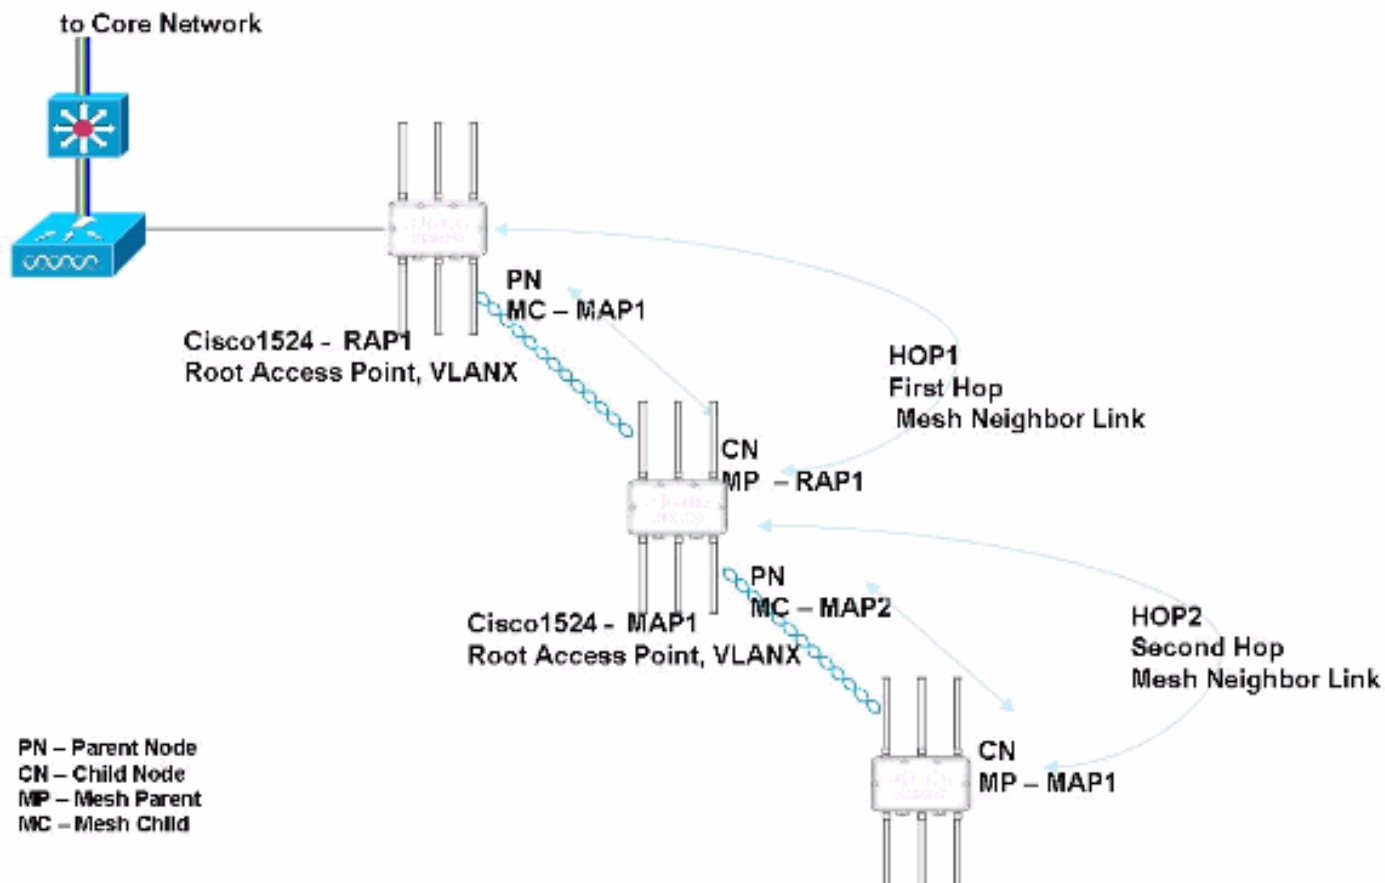 to Core Network
PN
MC – MAP1
Cisco1524 - RAP1
Root Access Point, VLANX
HOP1
First Hop
Mesh Neighbor Link
CN
MP – RAP1
PN
MC – MAP2
Cisco1524 - MAP1
Root Access Point, VLANX
HOP2
Second Hop
Mesh Neighbor Link
CN
MP – MAP1
PN – Parent Node
CN – Child Node
MP – Mesh Parent
MC – Mesh Child